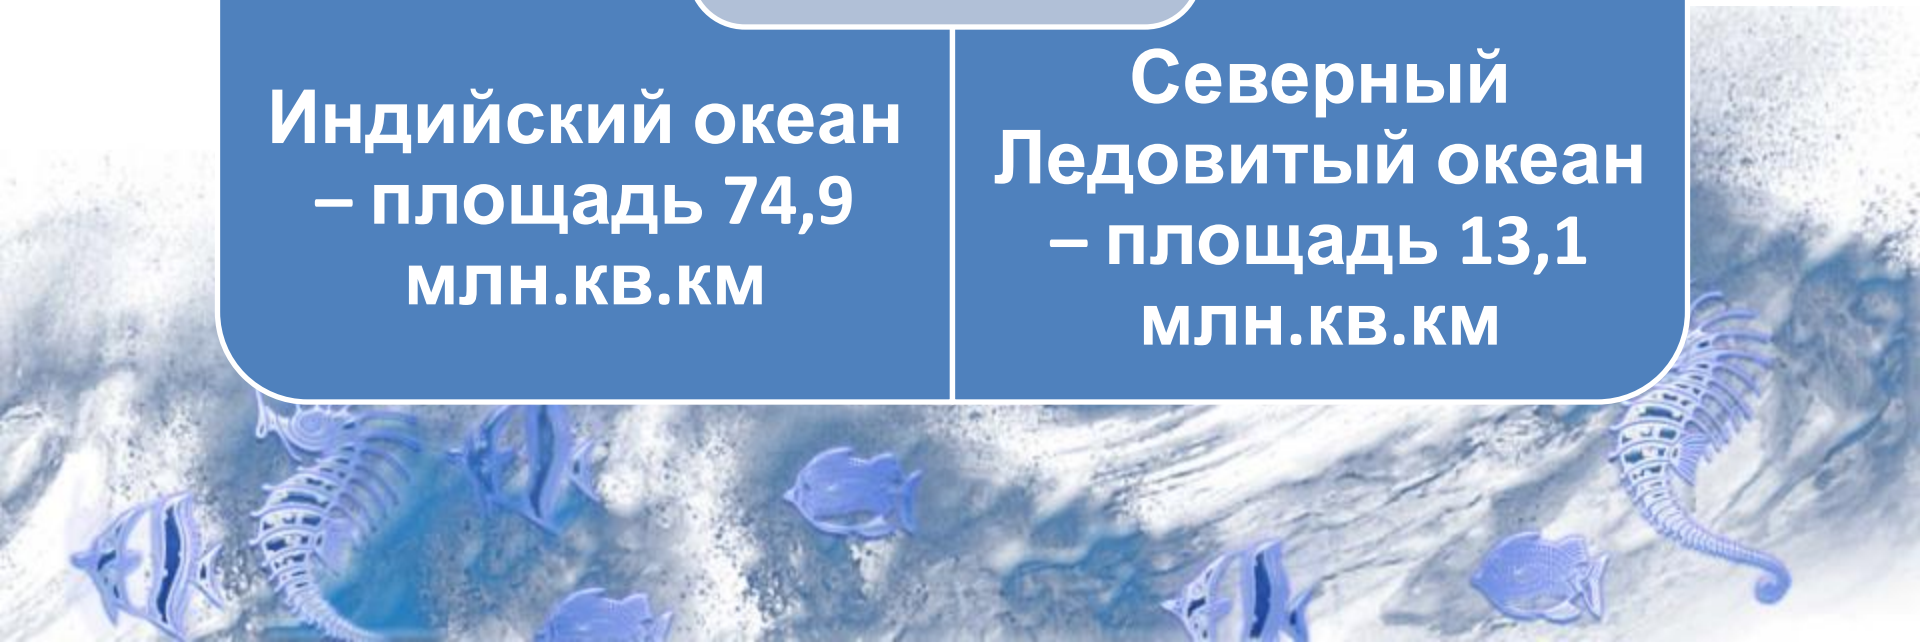 Индийский океан
– площадь 74,9
млн.кв.км
Северный
Ледовитый океан
– площадь 13,1
млн.кв.км